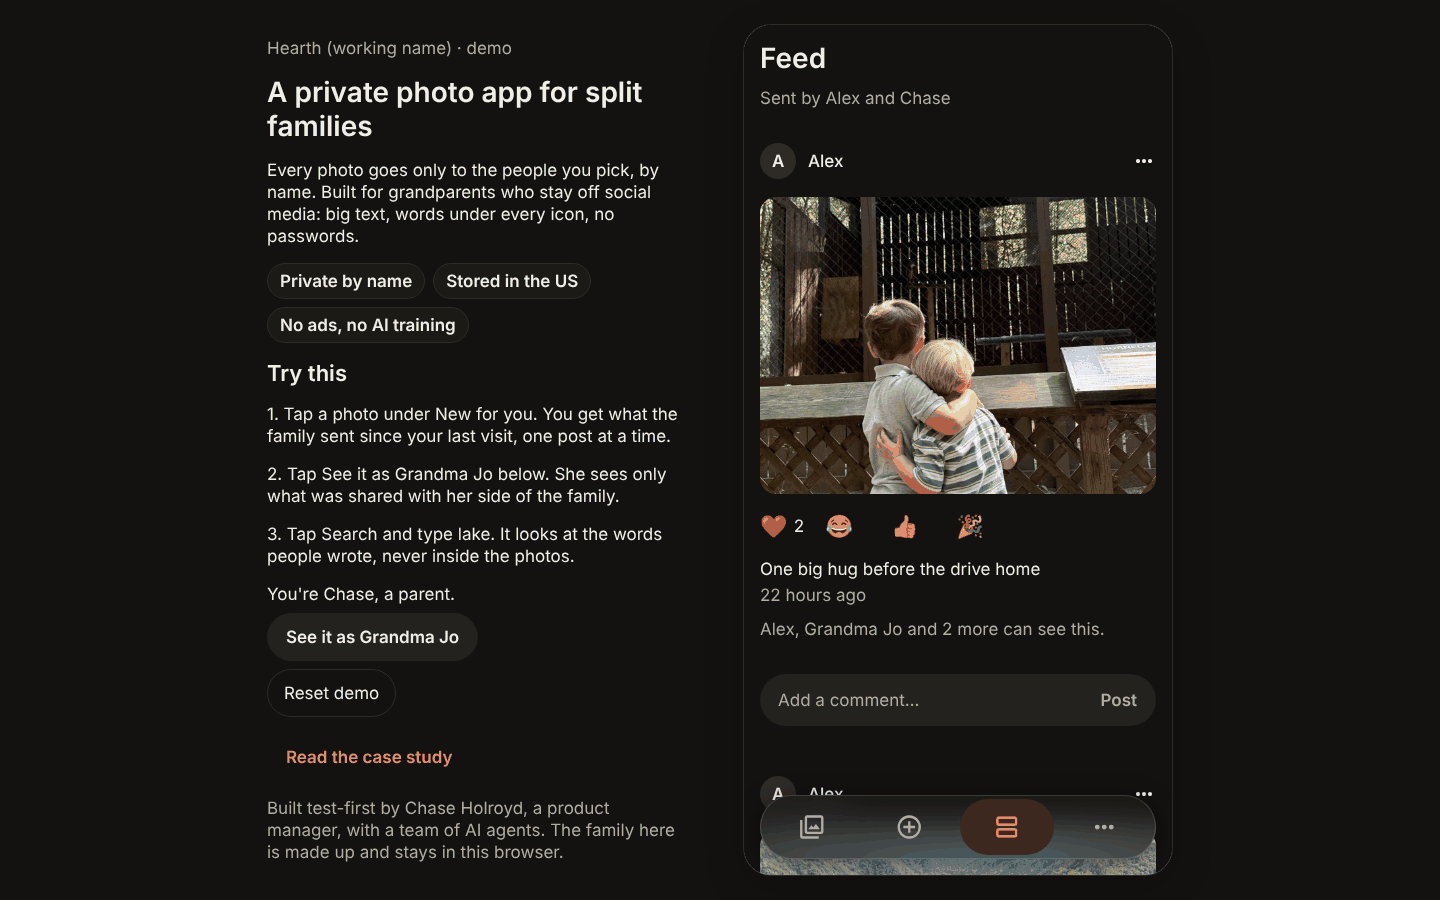 Hearth (working name) · demo
A private photo app for split
families
Every photo goes only to the people you pick, by
name. Built for grandparents who stay off social
media: big text, words under every icon, no
passwords.
Private by name
Stored in the US
No ads, no AI training
Try this
1. Tap a photo under New for you. You get what the
family sent since your last visit, one post at a time.
2. Tap See it as Grandma Jo below. She sees only
what was shared with her side of the family.
3. Tap Search and type lake. It looks at the words
people wrote, never inside the photos.
You're Chase, a parent.
See it as Grandma Jo
Reset demo
Read the case study
Built test-first by Chase Holroyd, a product
manager, with a team of AI agents. The family here
is made up and stays in this browser.
Feed
Sent by Alex and Chase
A
Alex
2
One big hug before the drive home
22 hours ago
Alex, Grandma Jo and 2 more can see this.
Add a comment...
Post
A
Alex